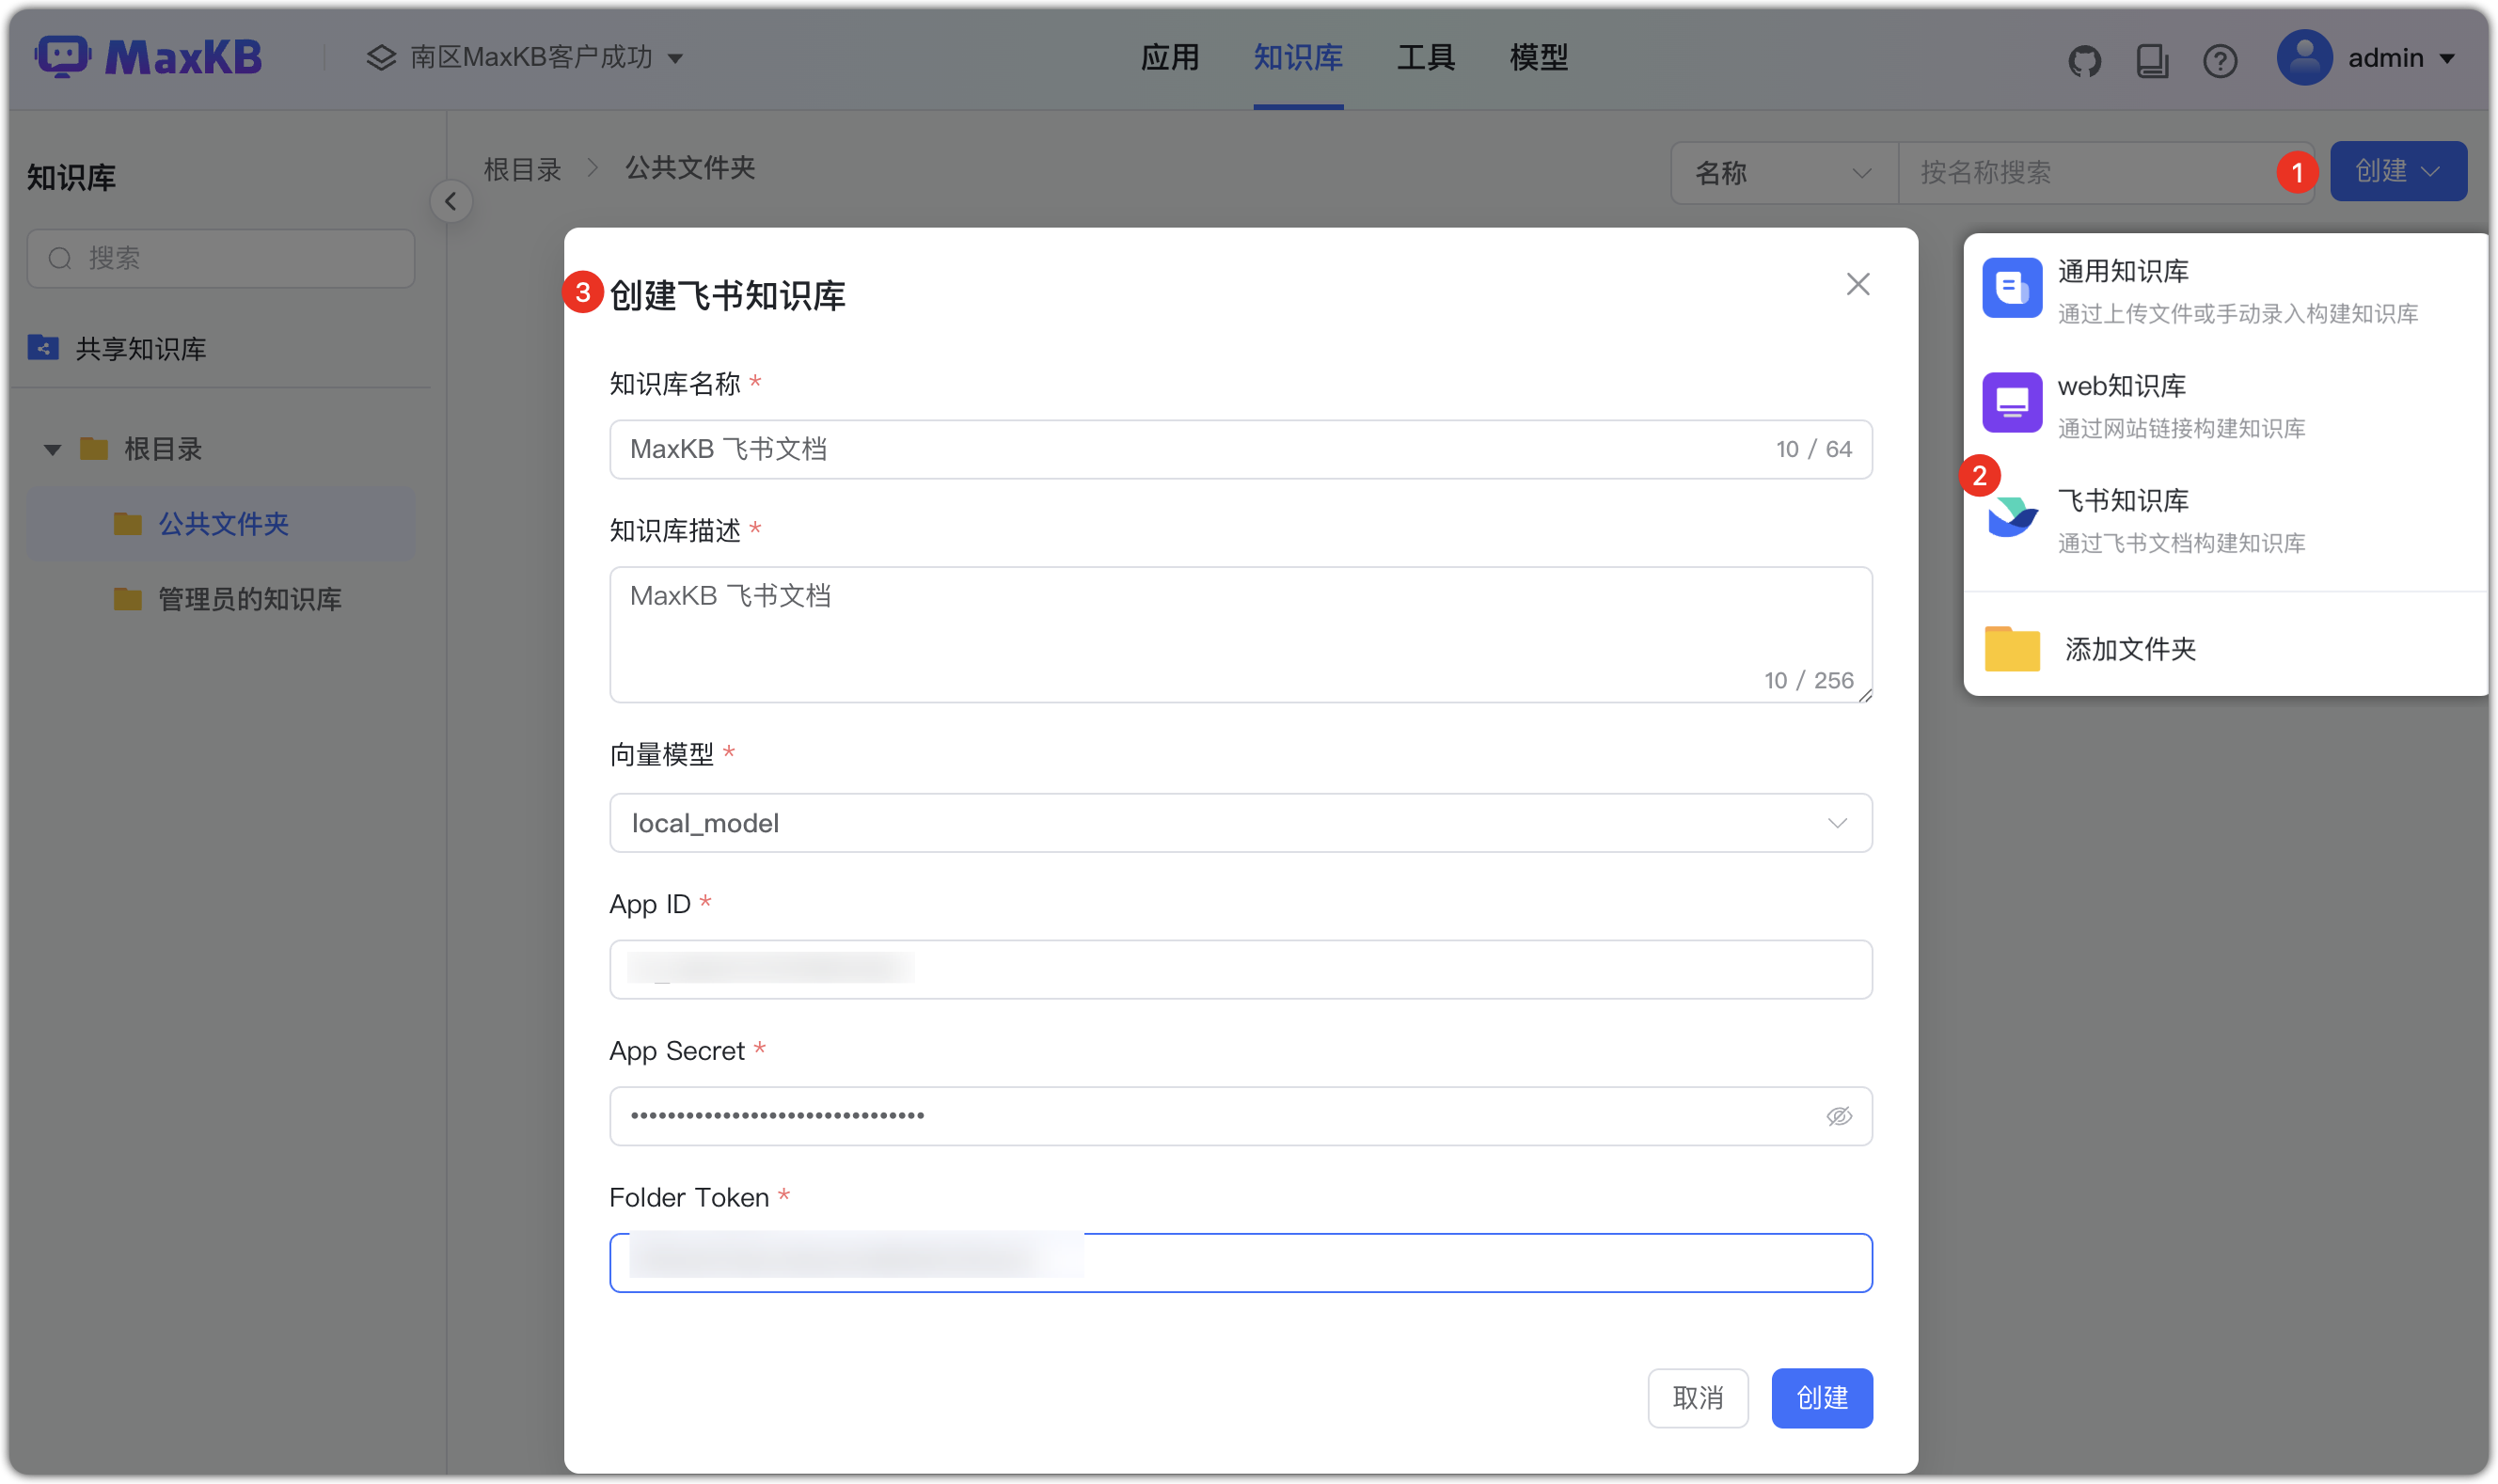 MaxKB
南区MaxKB客户成功
应用
知识库
工具
模型
admin
知识库
搜索
共享知识库
根目录
公共文件夹
管理员的知识库
根目录 > 公共文件夹
名称
按名称搜索
1
创建
通用知识库
通过上传文件或手动录入构建知识库
web知识库
通过网站链接构建知识库
2
飞书知识库
通过飞书文档构建知识库
添加文件夹
3
创建飞书知识库
知识库名称 *
MaxKB 飞书文档
10 / 64
知识库描述 *
MaxKB 飞书文档
10 / 256
向量模型 *
local_model
App ID *
App Secret *
••••••••••••••••••••••••••••••••
Folder Token *
取消
创建